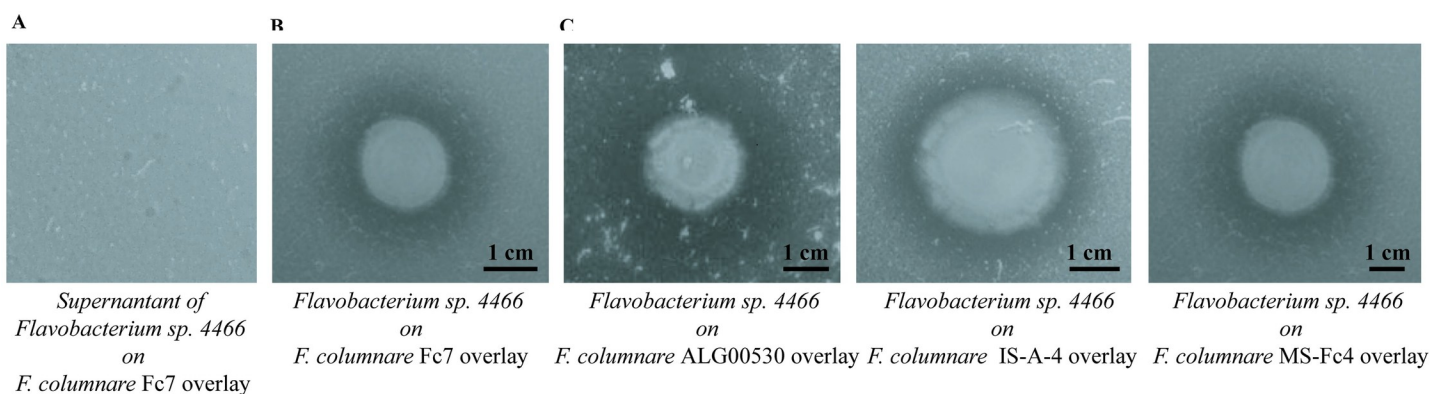 A
B
C
1 cm
1 cm
1 cm
1 cm
Supernantant of
Flavobacterium sp. 4466
on
F. columnare Fc7 overlay
Flavobacterium sp. 4466
on
F. columnare Fc7 overlay
Flavobacterium sp. 4466
on
F. columnare ALG00530 overlay
Flavobacterium sp. 4466
on
F. columnare IS-A-4 overlay
Flavobacterium sp. 4466
on
F. columnare MS-Fc4 overlay